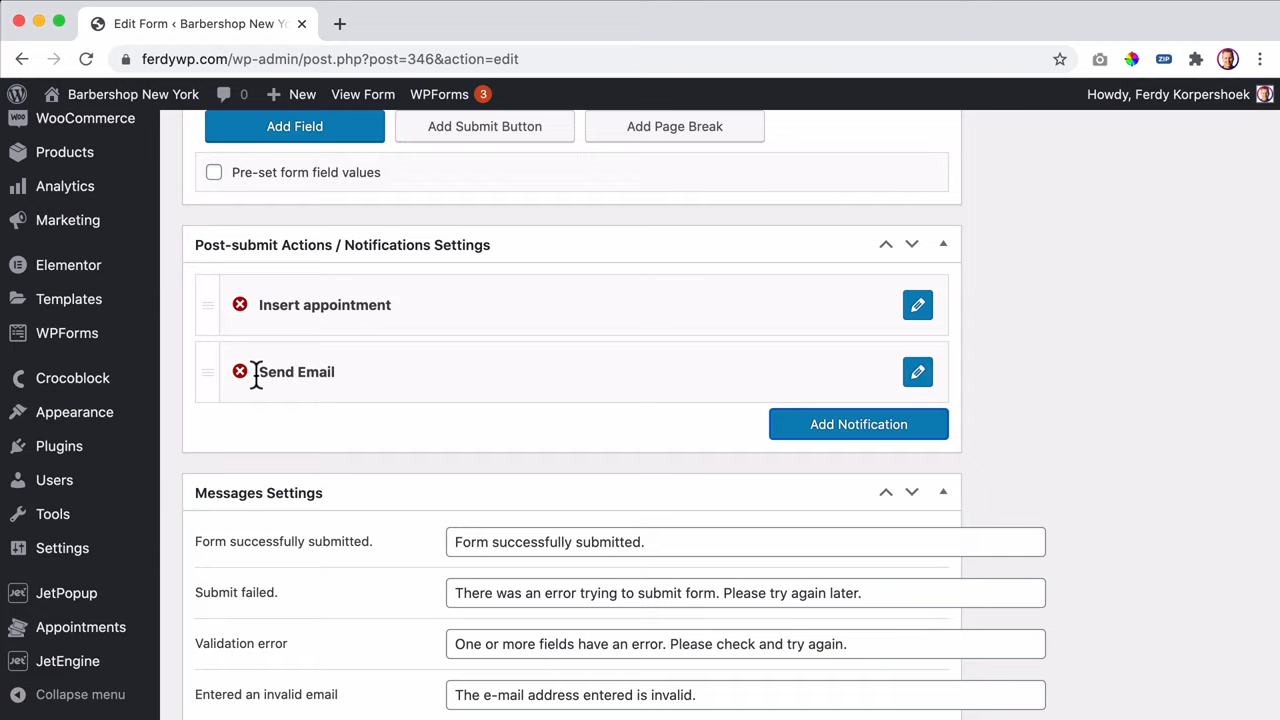 Edit Form ‹ Barbershop New Yo
ferdywp.com/wp-admin/post.php?post=346&action=edit
ZIP
Barbershop New York
0
New
View Form
WPForms
3
Howdy, Ferdy Korpershoek
WooCommerce
Products
Analytics
Marketing
Elementor
Templates
WPForms
Crocoblock
Appearance
Plugins
Users
Tools
Settings
JetPopup
Appointments
JetEngine
Collapse menu
Add Field
Add Submit Button
Add Page Break
Pre-set form field values
Post-submit Actions / Notifications Settings
Insert appointment
Send Email
Add Notification
Messages Settings
Form successfully submitted.
Form successfully submitted.
Submit failed.
There was an error trying to submit form. Please try again later.
Validation error
One or more fields have an error. Please check and try again.
Entered an invalid email
The e-mail address entered is invalid.